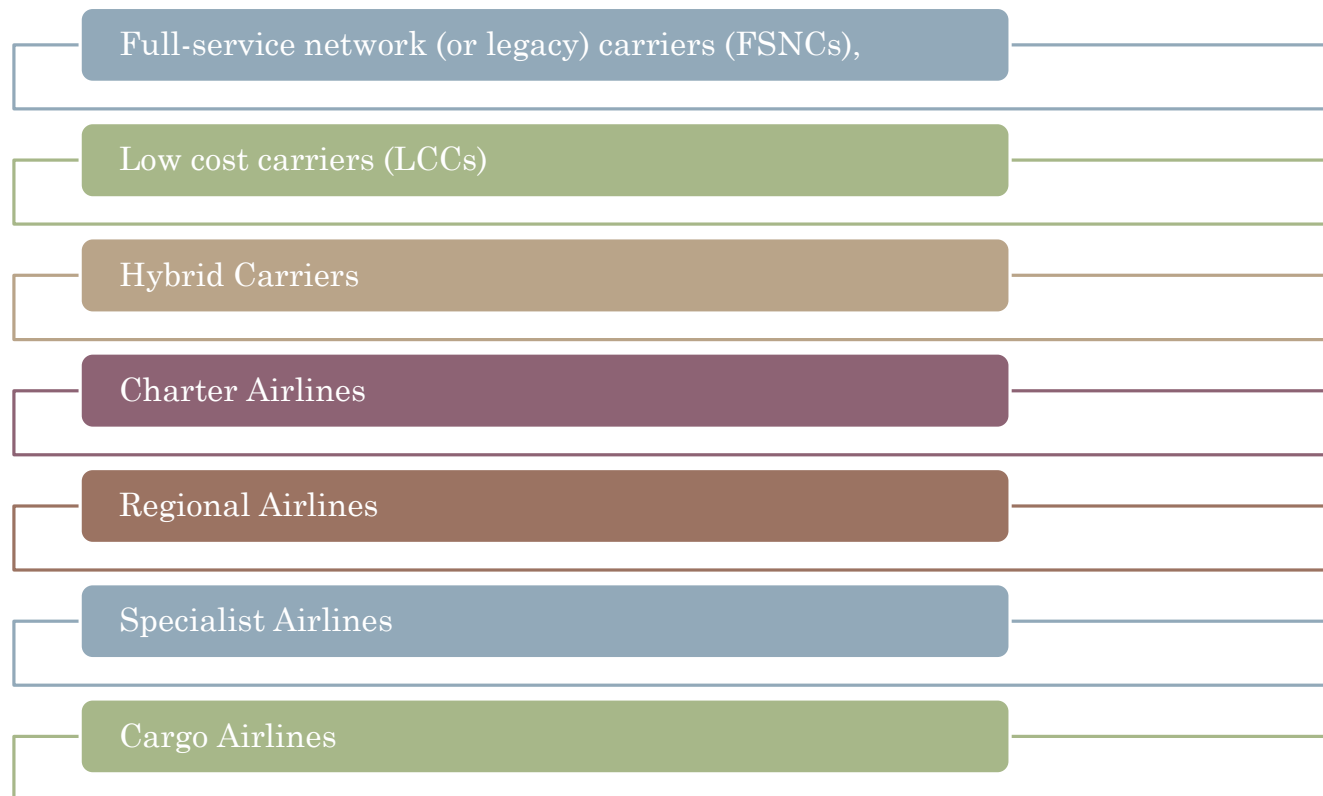 Full-service network (or legacy) carriers (FSNCs),
Low cost carriers (LCCs)
Hybrid Carriers
Charter Airlines
Regional Airlines
Specialist Airlines
Cargo Airlines